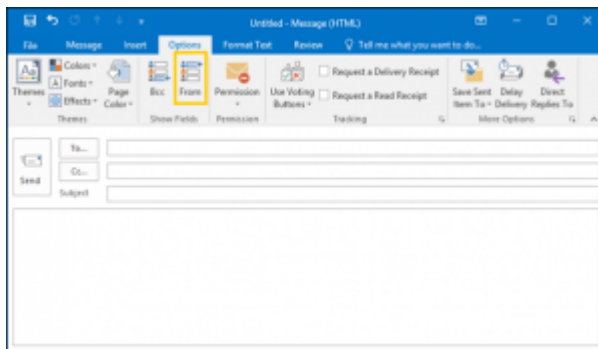 Untitled - Message (HTML)
File Message Insert Options Format Text Review Tell me what you want to do...
Themes Colors Fonts Effects Page Color Bcc From Permission Use Voting Buttons Request a Delivery Receipt Request a Read Receipt Save Sent Item To Delay Delivery Direct Replies To
Themes Show Fields Permission Tracking More Options
To...
Cc...
Send
Subject